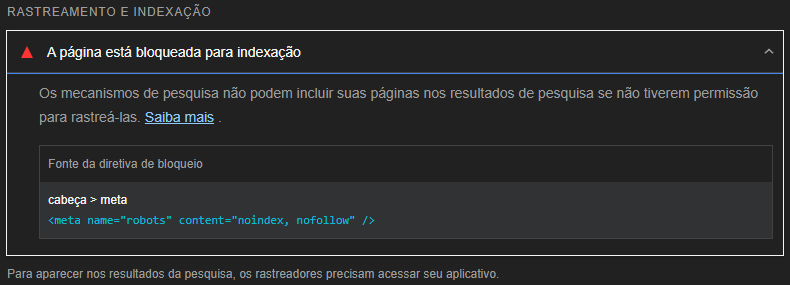 RASTREAMENTO E INDEXAÇÃO
A página está bloqueada para indexação
Os mecanismos de pesquisa não podem incluir suas páginas nos resultados de pesquisa se não tiverem permissão
para rastreá-las. Saiba mais .
Fonte da diretiva de bloqueio
cabeça > meta
<meta name="robots" content="noindex, nofollow" />
Para aparecer nos resultados da pesquisa, os rastreadores precisam acessar seu aplicativo.